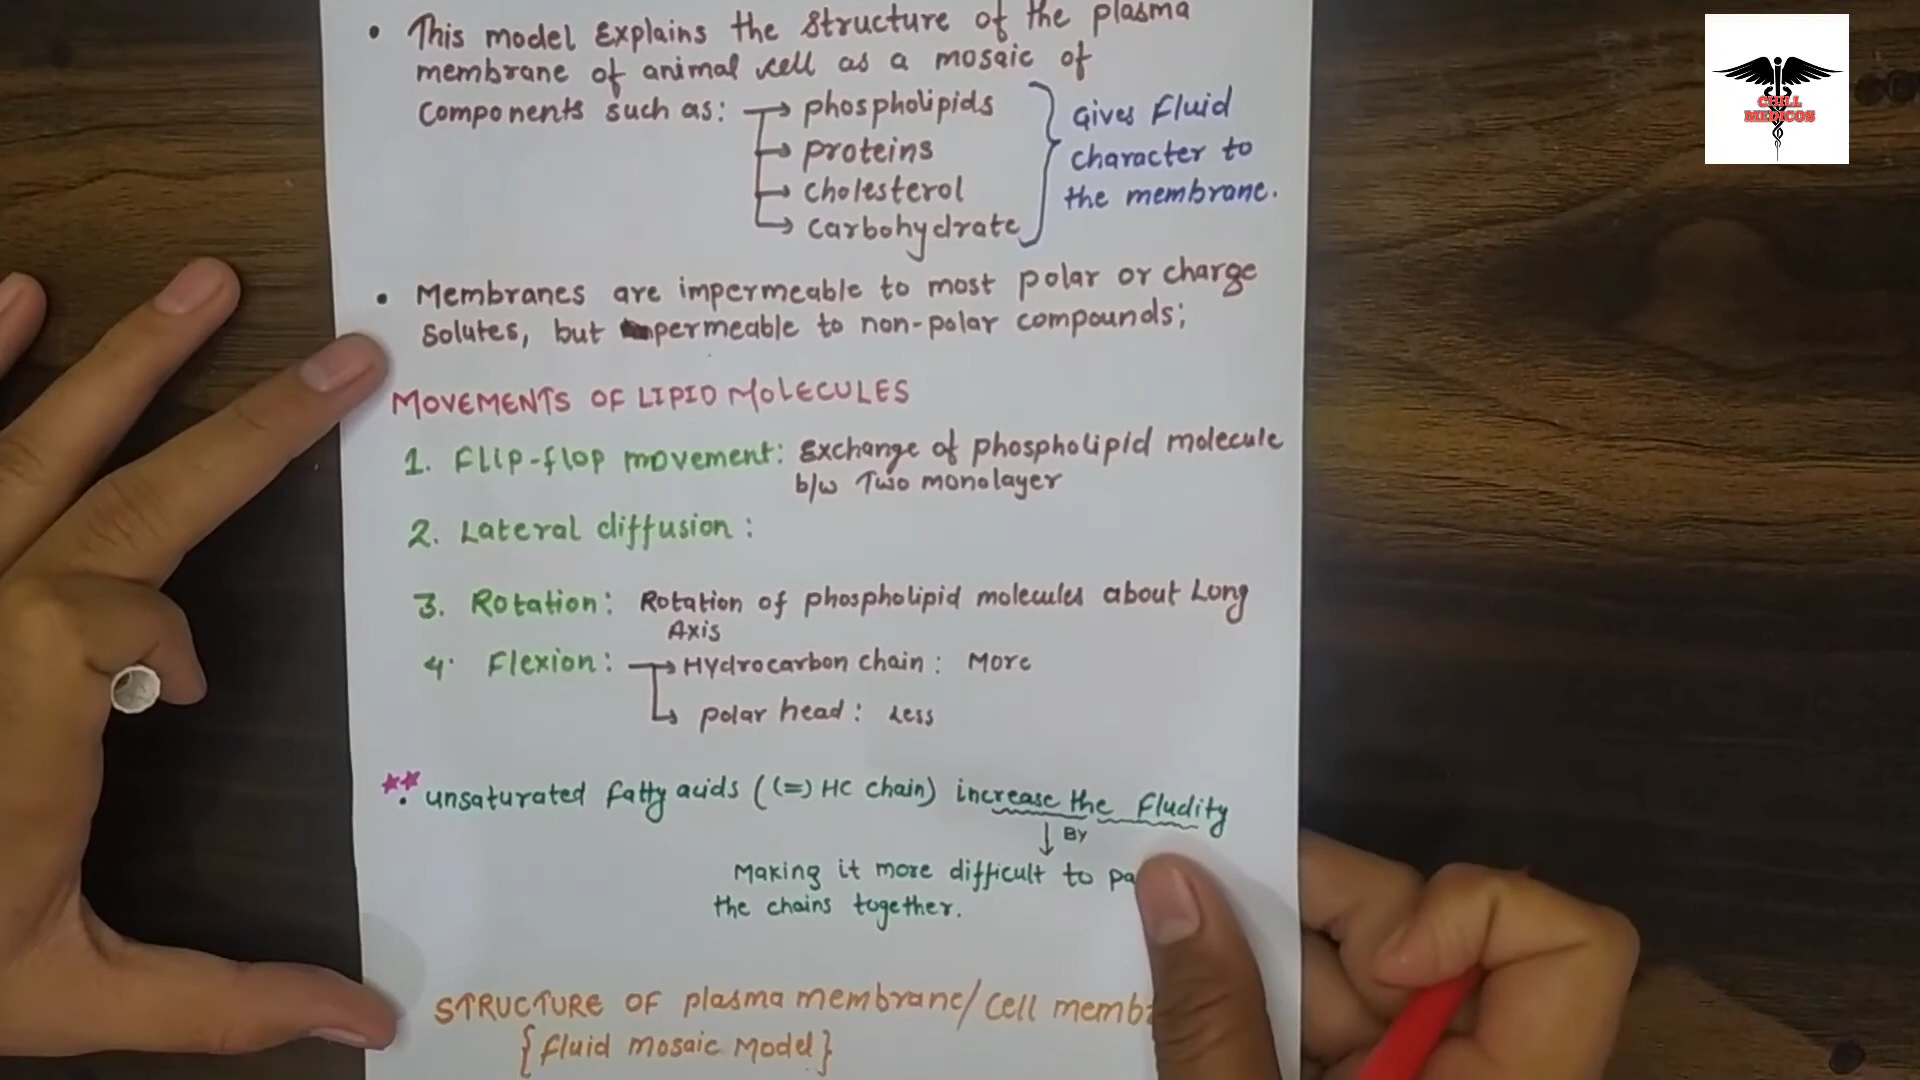 • This model Explains the structure of the plasma
membrane of animal cell as a mosaic of
Components such as: → phospholipids
→ proteins
→ cholesterol
→ carbohydrate
Gives Fluid
character to
the membrane.
• Membranes are impermeable to most polar or charge
Solutes, but permeable to non-polar compounds;
MOVEMENTS OF LIPID MOLECULES
1. Flip-flop movement: Exchange of phospholipid molecule
b/w Two monolayer
2. Lateral diffusion:
3. Rotation: Rotation of phospholipid molecules about Long
Axis
4. Flexion: → Hydrocarbon chain: More
→ polar head: Less
** • unsaturated fatty acids ((=) HC chain) increase the Fludity
↓ By
Making it more difficult to
the chains together.
STRUCTURE OF plasma membrane/cell
{fluid mosaic Model}
CHILL
MEDICOS